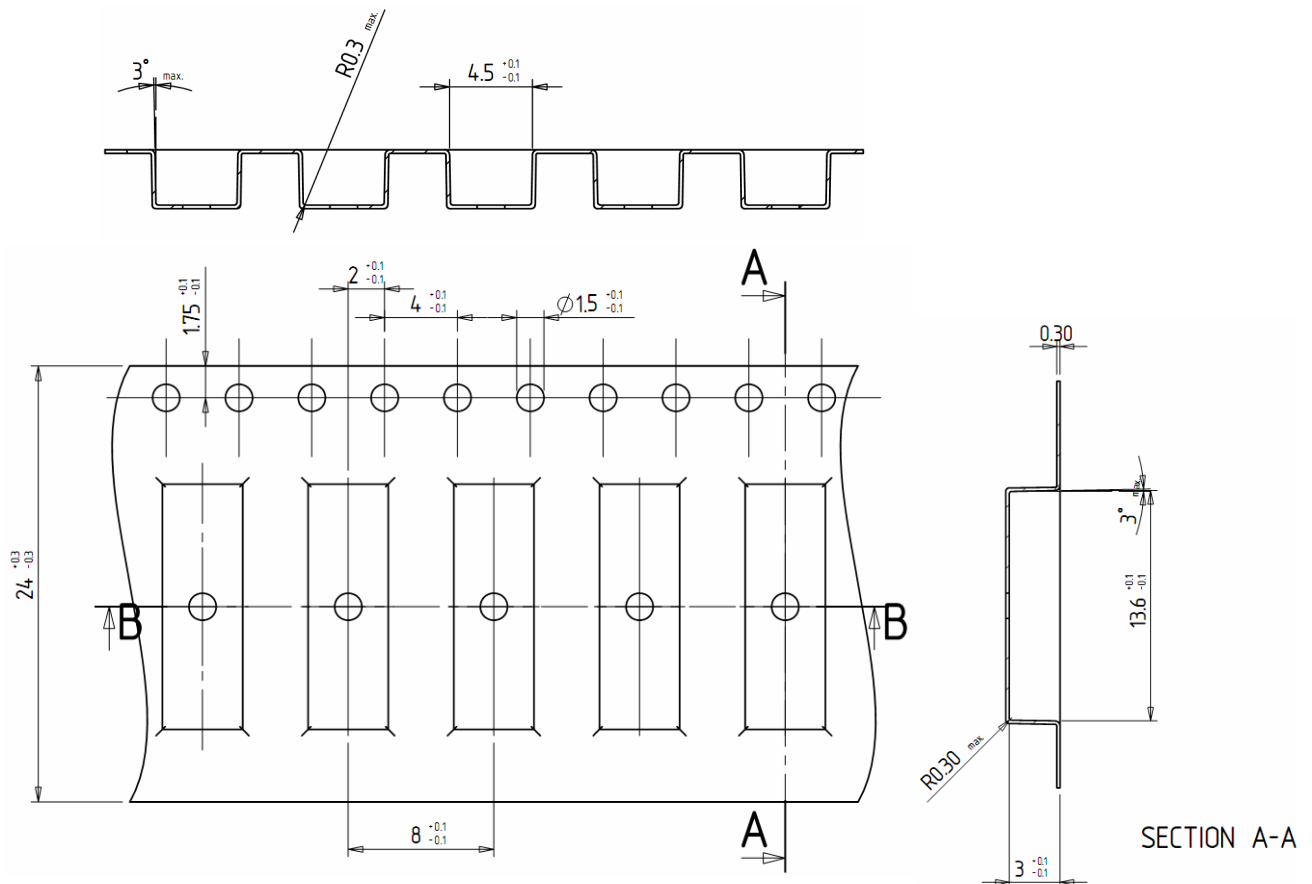 3° max.
R0.3 max.
4.5 +0.1 -0.1
A
2 +0.1 -0.1
1.75 +0.1 -0.1
4 +0.1 -0.1
∅1.5 +0.1 -0.1
0.30
24 +0.3 -0.3
3° max.
13.6 +0.1 -0.1
B
B
R0.30 max.
8 +0.1 -0.1
A
SECTION A-A
3 +0.1 -0.1